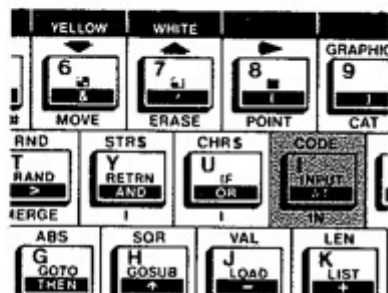 YELLOW WHITE
GRAPHIC
6 7 8 9
& ' ( )
MOVE ERASE POINT CAT
RND STR$ CHR$ CODE
T Y U I
RAND RETRN IF INPUT
> AND OR AT
MERGE [ ] IN
ABS SQR VAL LEN
G H J K
GOTO GOSUB LOAD LIST
THEN ↑ - +